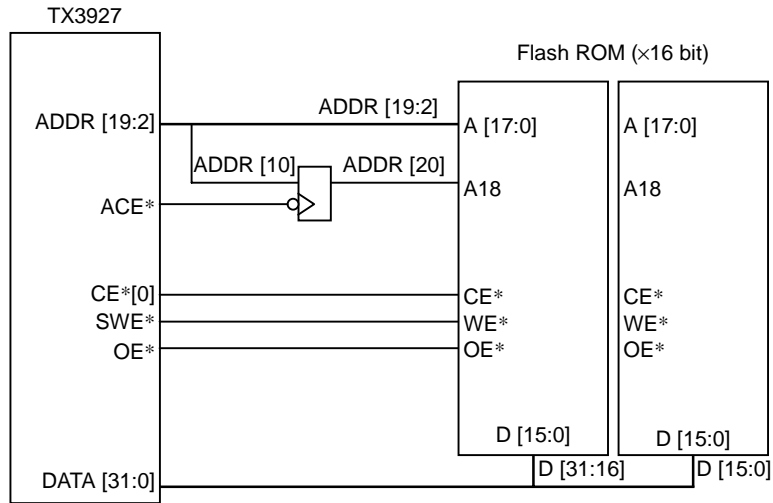 TX3927
Flash ROM (×16 bit)
ADDR [19:2]
ADDR [19:2]
A [17:0]
A [17:0]
ADDR [10]
ADDR [20]
A18
A18
ACE*
CE*[0]
CE*
CE*
SWE*
WE*
WE*
OE*
OE*
OE*
D [15:0]
D [15:0]
DATA [31:0]
D [31:16]
D [15:0]